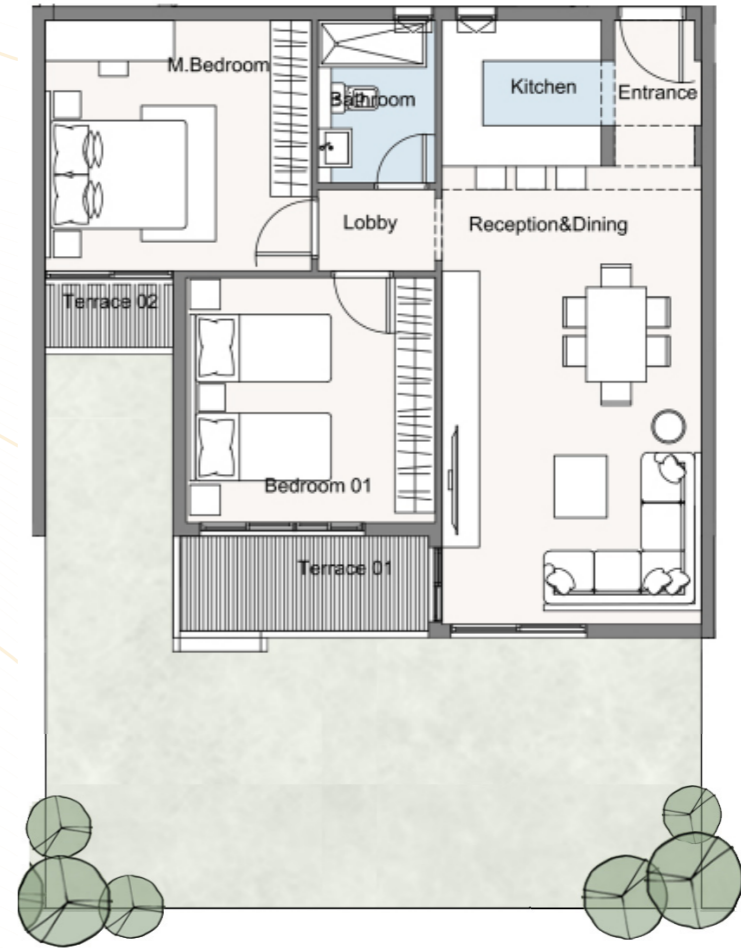 M.Bedroom
Bathroom
Kitchen
Entrance
Lobby
Reception&Dining
Terrace 02
Bedroom 01
Terrace 01